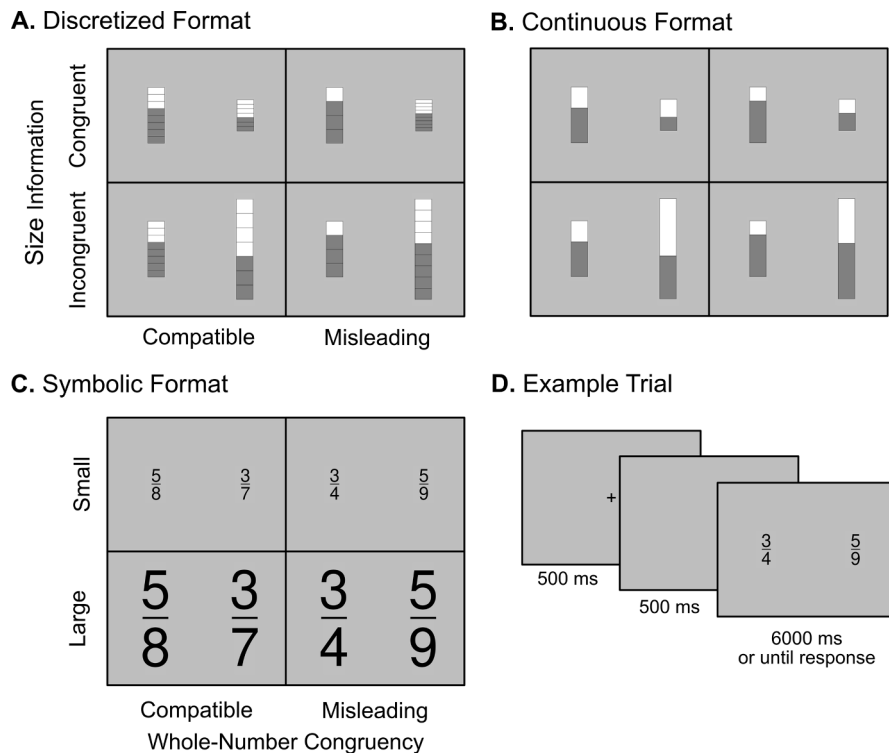 A. Discretized Format
Size Information
Congruent
Incongruent
Compatible
Misleading
B. Continuous Format
C. Symbolic Format
Small
5/8 3/7 3/4 5/9
Large
5/8 3/7 3/4 5/9
Compatible
Misleading
Whole-Number Congruency
D. Example Trial
+
500 ms
500 ms
3/4 5/9
6000 ms
or until response